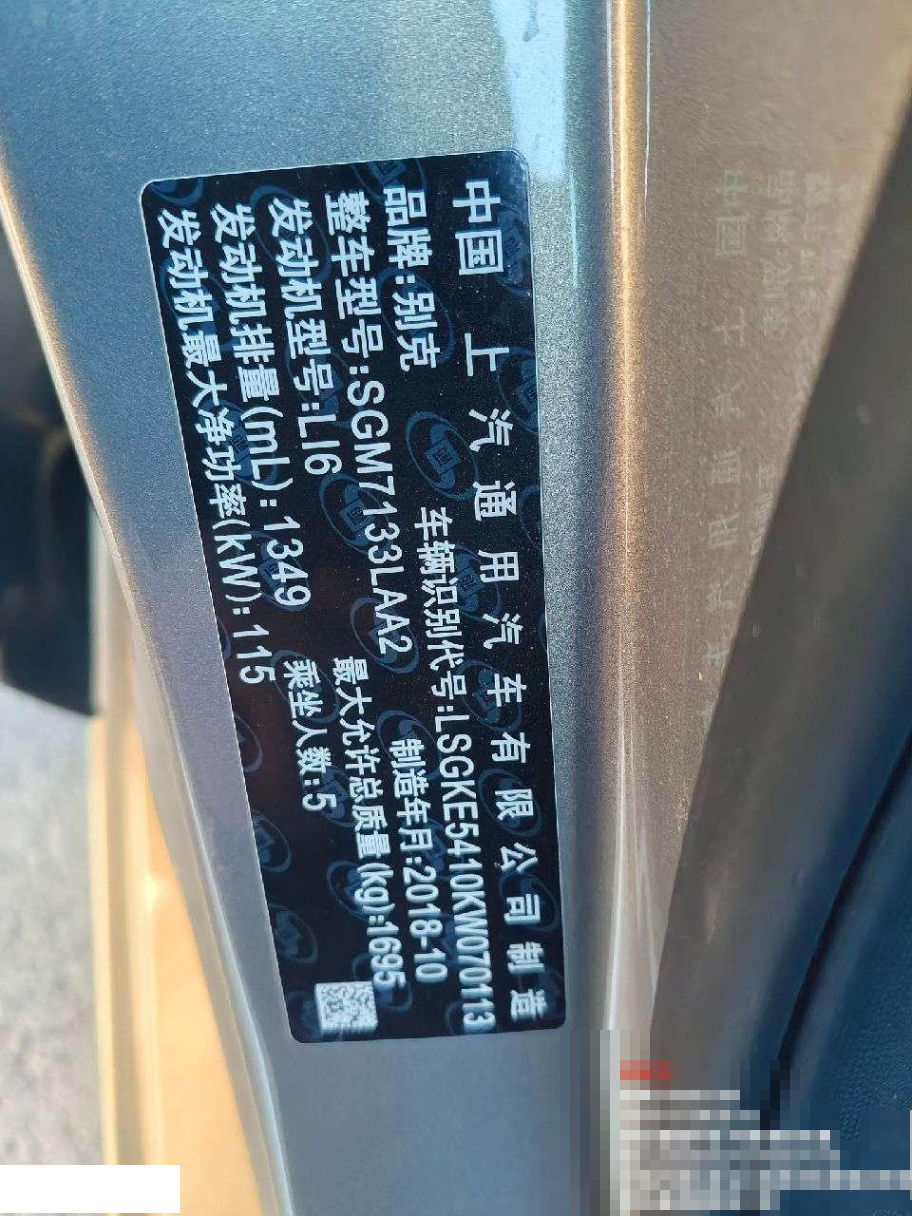 中国上汽通用汽车有限公司制造
品牌:别克 车辆识别代号:LSGKE5410KW070113
整车型号:SGM7133LAA2 制造年月:2018-10
发动机型号:LI6 最大允许总质量(kg):1695
发动机排量(mL):1349 乘坐人数:5
发动机最大净功率(kW):115